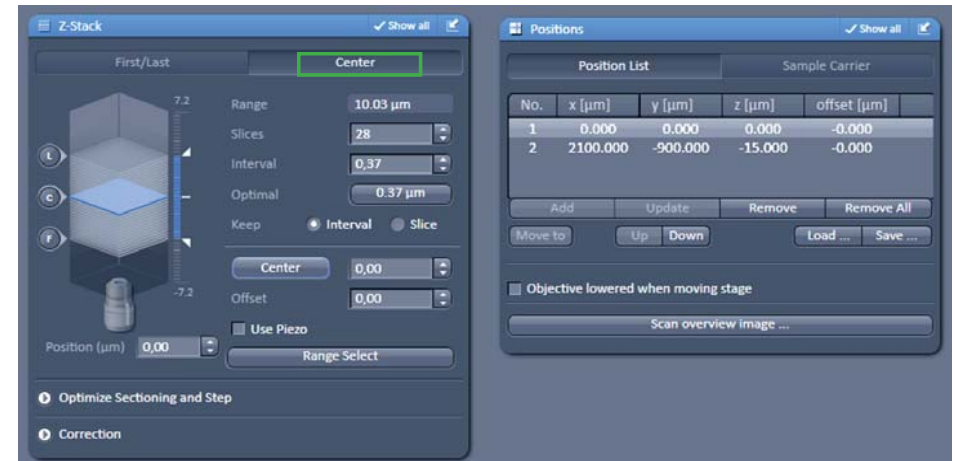 Z-Stack ✓ Show all
First/Last Center
7.2 Range 10.03 µm
Slices 28
L Interval 0,37
C Optimal 0.37 µm
F Keep Interval Slice
Center 0,00
-7.2 Offset 0,00
Use Piezo
Position (µm) 0,00 Range Select
Optimize Sectioning and Step
Correction
Positions ✓ Show all
Position List Sample Carrier
No. x [µm] y [µm] z [µm] offset [µm]
1 0.000 0.000 0.000 -0.000
2 2100.000 -900.000 -15.000 -0.000
Add Update Remove Remove All
Move to Up Down Load ... Save ...
Objective lowered when moving stage
Scan overview image ...